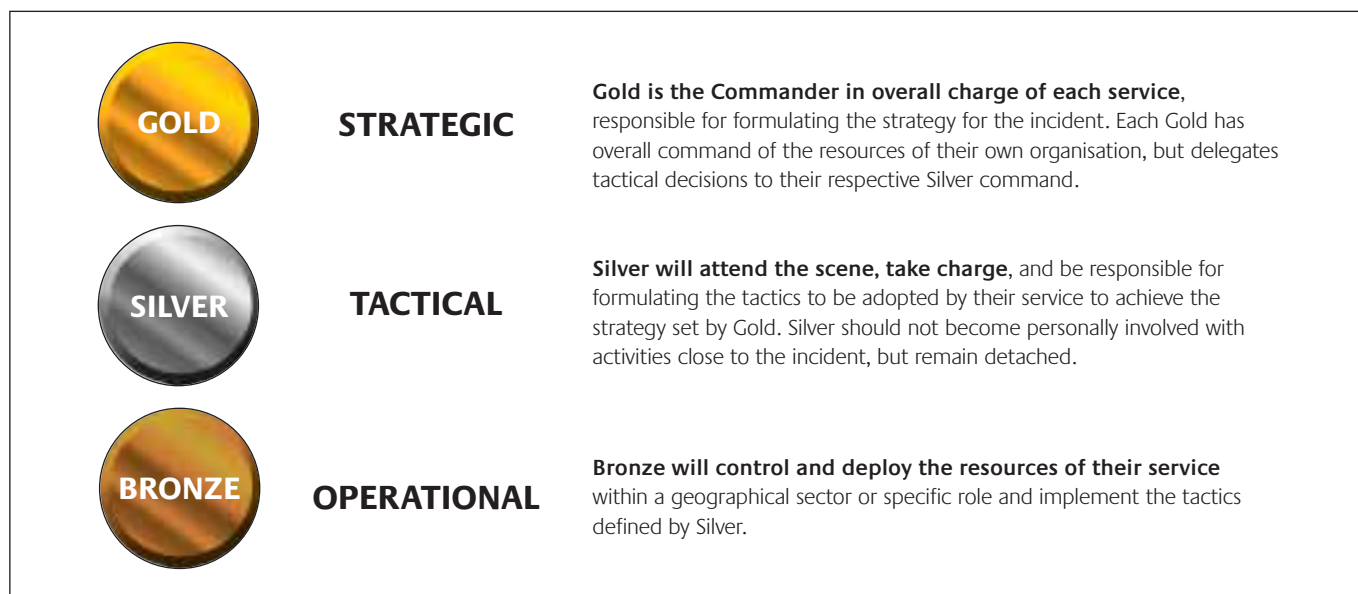 GOLD
STRATEGIC
Gold is the Commander in overall charge of each service,
responsible for formulating the strategy for the incident. Each Gold has
overall command of the resources of their own organisation, but delegates
tactical decisions to their respective Silver command.
SILVER
TACTICAL
Silver will attend the scene, take charge, and be responsible for
formulating the tactics to be adopted by their service to achieve the
strategy set by Gold. Silver should not become personally involved with
activities close to the incident, but remain detached.
BRONZE
OPERATIONAL
Bronze will control and deploy the resources of their service
within a geographical sector or specific role and implement the tactics
defined by Silver.